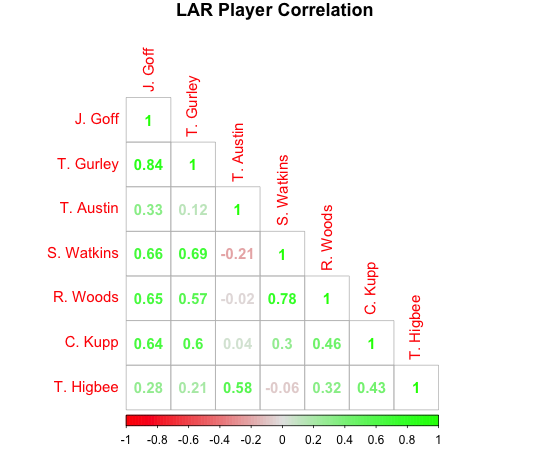 LAR Player Correlation
J. Goff
T. Gurley
T. Austin
S. Watkins
R. Woods
C. Kupp
T. Higbee
J. Goff 1
T. Gurley 0.84 1
T. Austin 0.33 0.12 1
S. Watkins 0.66 0.69 -0.21 1
R. Woods 0.65 0.57 -0.02 0.78 1
C. Kupp 0.64 0.6 0.04 0.3 0.46 1
T. Higbee 0.28 0.21 0.58 -0.06 0.32 0.43 1
-1 -0.8 -0.6 -0.4 -0.2 0 0.2 0.4 0.6 0.8 1